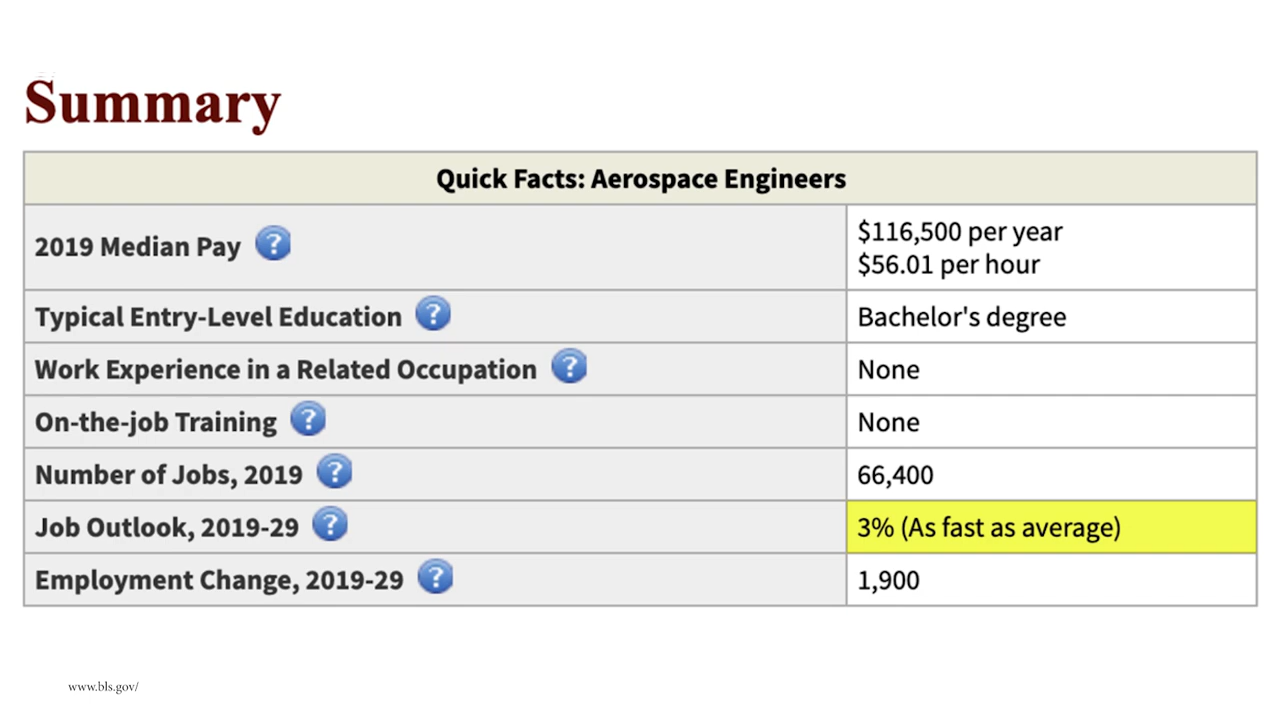 Summary
Quick Facts: Aerospace Engineers
2019 Median Pay ?
$116,500 per year
$56.01 per hour
Typical Entry-Level Education ?
Bachelor's degree
Work Experience in a Related Occupation ?
None
On-the-job Training ?
None
Number of Jobs, 2019 ?
66,400
Job Outlook, 2019-29 ?
3% (As fast as average)
Employment Change, 2019-29 ?
1,900
www.bls.gov/